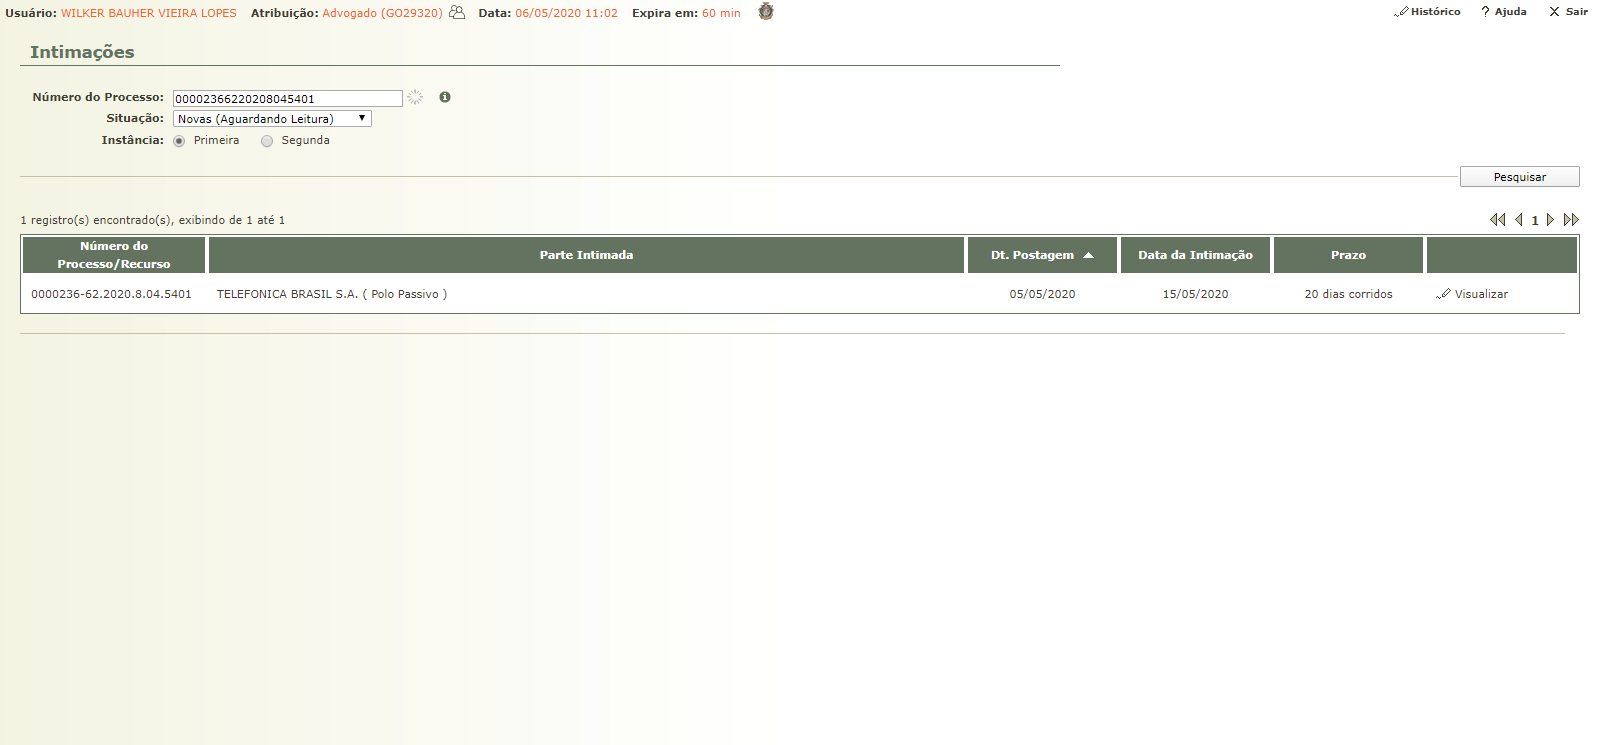 Usuário: WILKER BAUHER VIEIRA LOPES Atribuição: Advogado (GO29320) Data: 06/05/2020 11:02 Expira em: 60 min Histórico ? Ajuda X Sair
Intimações
Número do Processo: 00002366220208045401
Situação: Novas (Aguardando Leitura)
Instância: Primeira Segunda
Pesquisar
1 registro(s) encontrado(s), exibindo de 1 até 1 1
Número do Processo/Recurso Parte Intimada Dt. Postagem Data da Intimação Prazo
0000236-62.2020.8.04.5401 TELEFONICA BRASIL S.A. ( Polo Passivo ) 05/05/2020 15/05/2020 20 dias corridos Visualizar